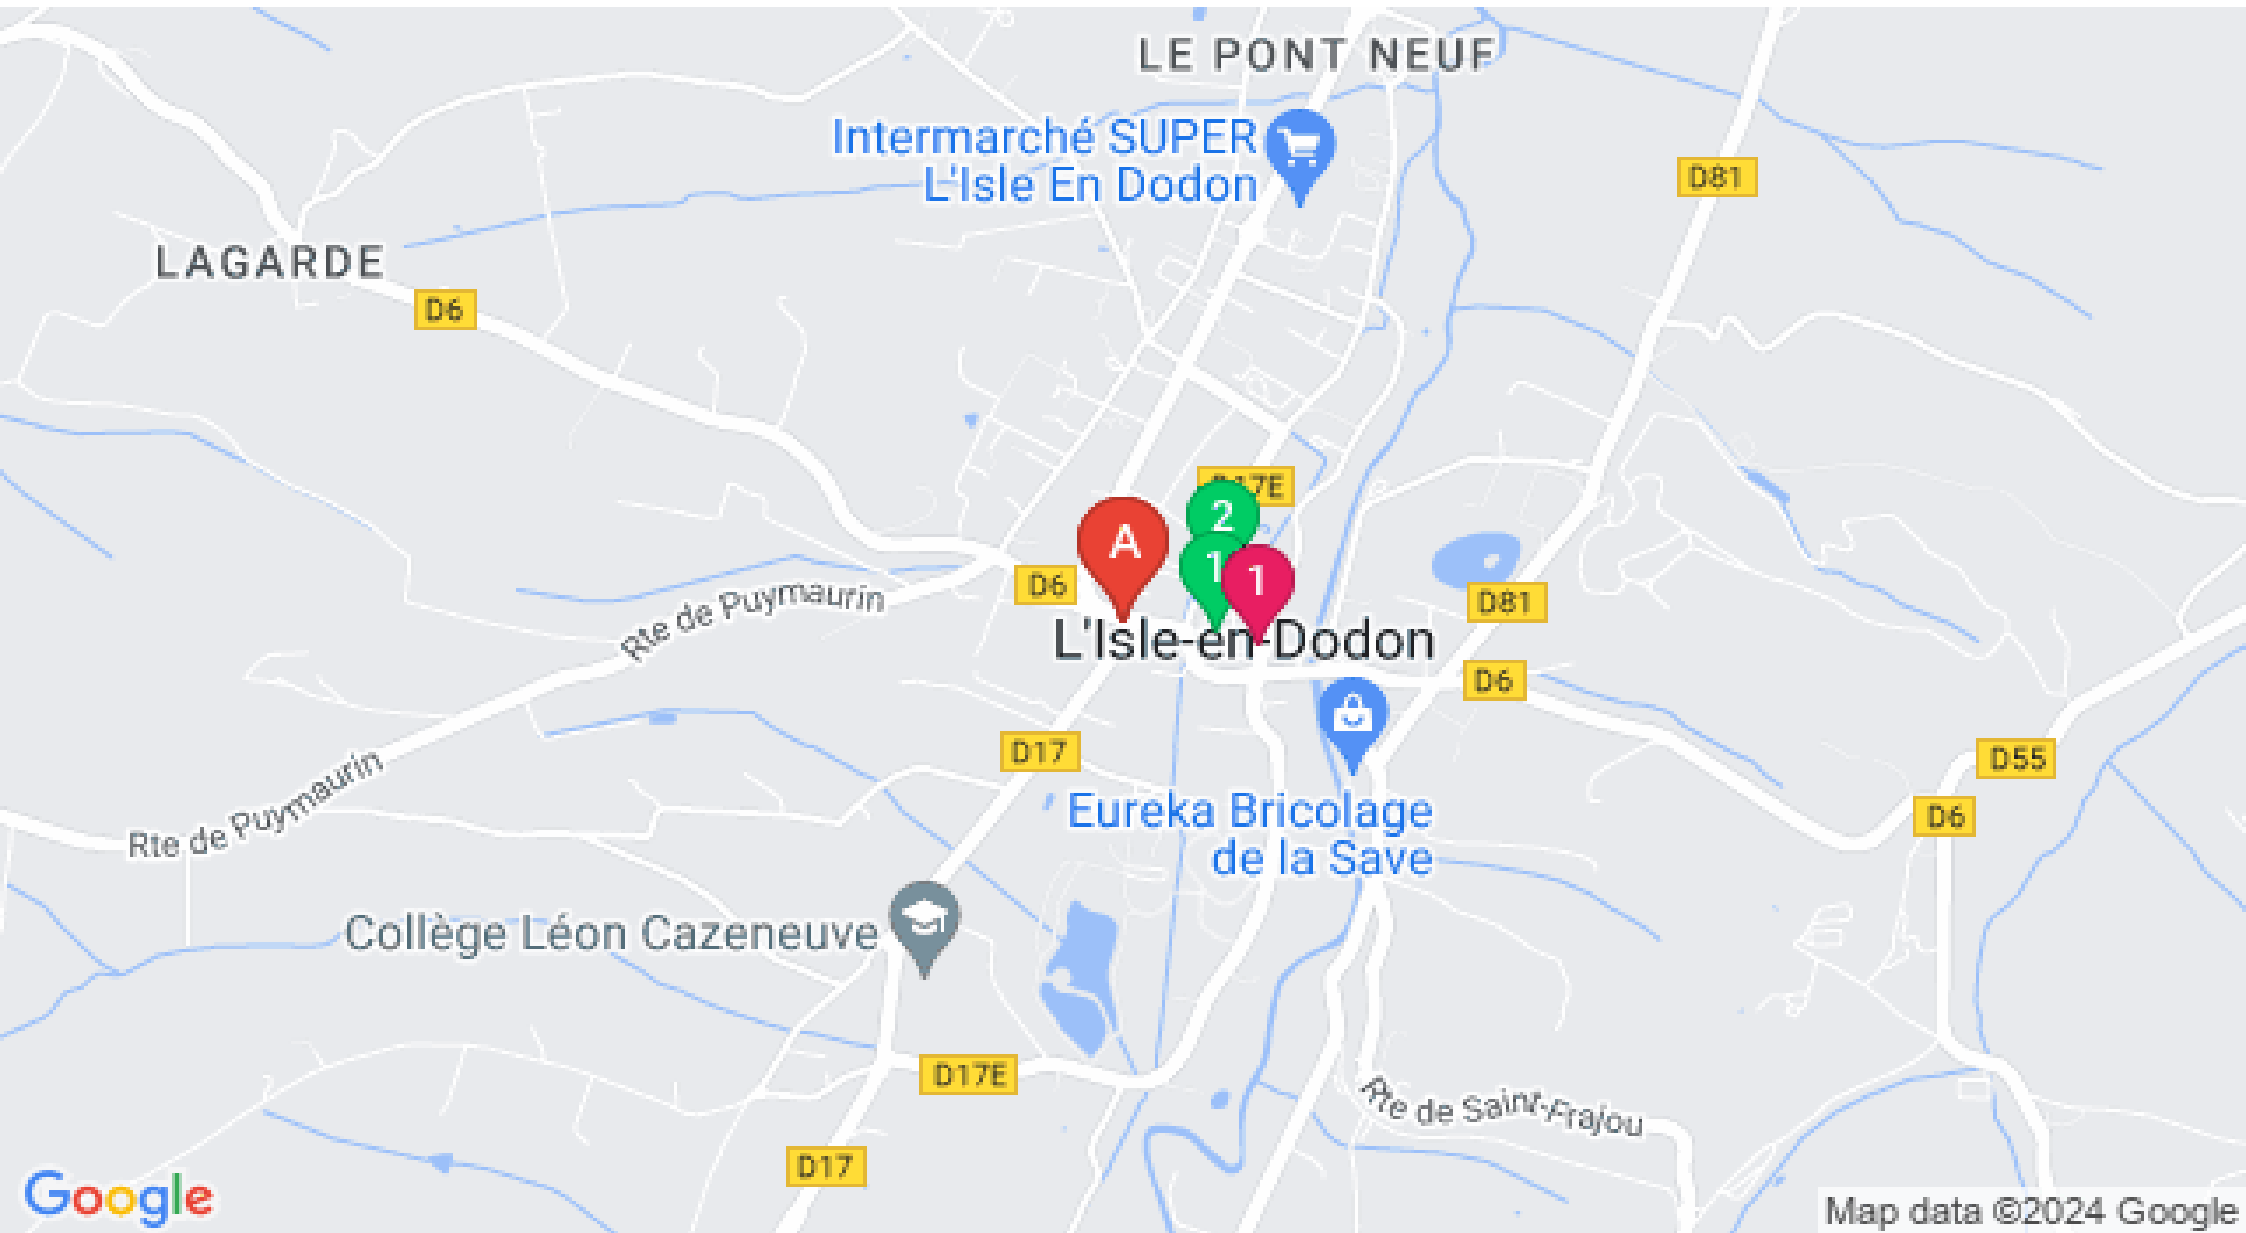 LE PONT NEUF
Intermarché SUPER
L'Isle En Dodon
D81
LAGARDE
D6
2
1
1
A
D6
Rte de Puymaurin
D81
L'Isle-en-Dodon
D6
D17
D55
Rte de Puymaurin
Eureka Bricolage
de la Save
D6
Collège Léon Cazeneuve
D17E
Rte de Saint-Frajou
D17
Google
Map data ©2024 Google